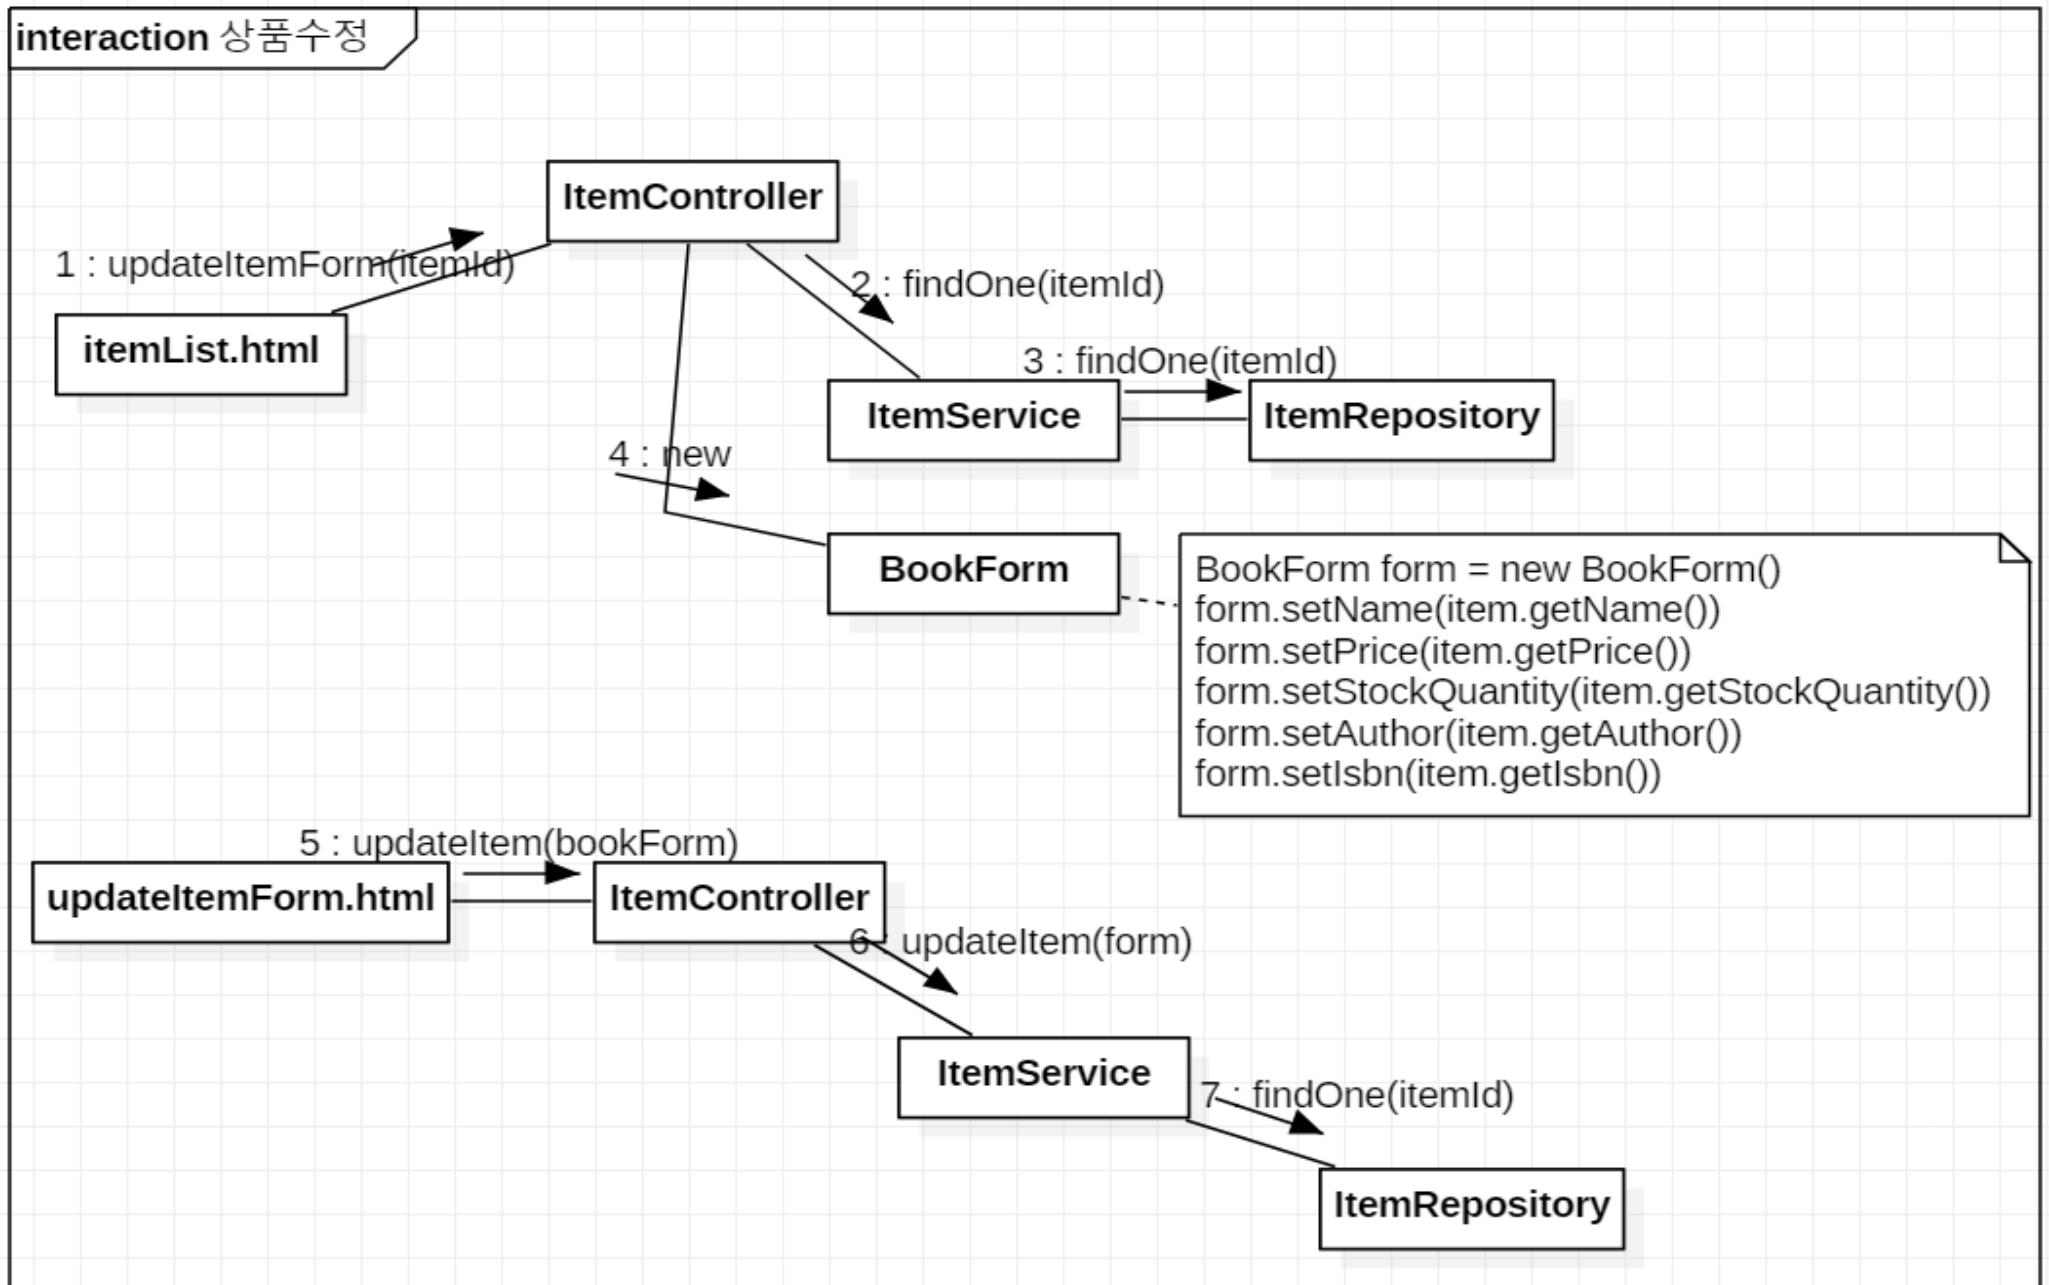 interaction 상품수정
ItemController
1 : updateItemForm(itemId)
2 : findOne(itemId)
itemList.html
3 : findOne(itemId)
ItemService
ItemRepository
4 : new
BookForm
BookForm form = new BookForm()
form.setName(item.getName())
form.setPrice(item.getPrice())
form.setStockQuantity(item.getStockQuantity())
form.setAuthor(item.getAuthor())
form.setIsbn(item.getIsbn())
5 : updateItem(bookForm)
updateItemForm.html
ItemController
6 : updateItem(form)
ItemService
7 : findOne(itemId)
ItemRepository